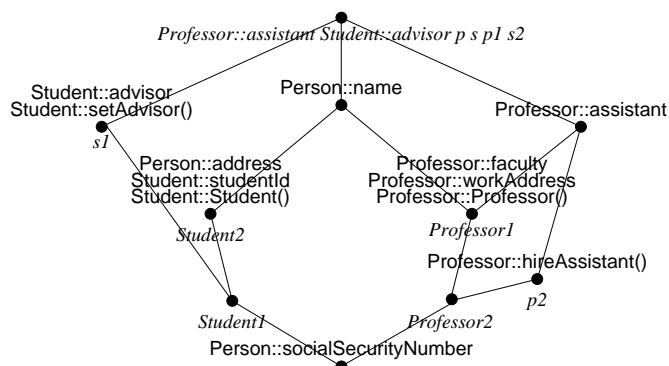 Professor::assistant Student::advisor p s p1 s2
Student::advisor
Student::setAdvisor()
s1
Person::name
Professor::assistant
Person::address
Student::studentId
Student::Student()
Student2
Professor::faculty
Professor::workAddress
Professor::Professor()
Professor1
Professor::hireAssistant()
p2
Student1
Professor2
Person::socialSecurityNumber